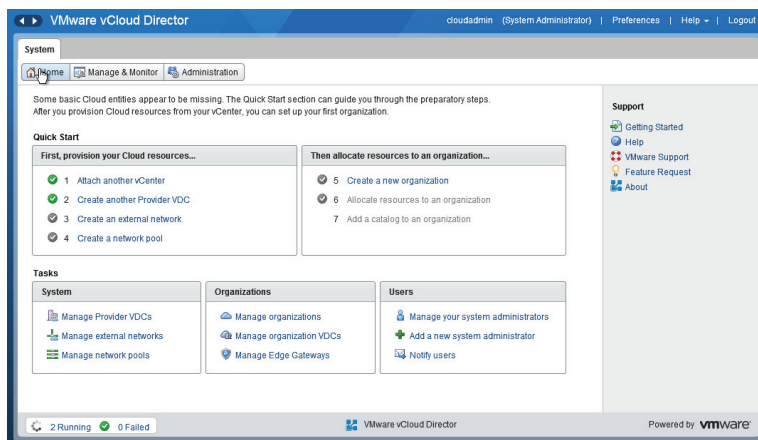 VMware vCloud Director
cloudadmin (System Administrator) | Preferences | Help | Logout
System
Home Manage & Monitor Administration
Some basic Cloud entities appear to be missing. The Quick Start section can guide you through the preparatory steps.
After you provision Cloud resources from your vCenter, you can set up your first organization.
Quick Start
First, provision your Cloud resources...
1 Attach another vCenter
2 Create another Provider VDC
3 Create an external network
4 Create a network pool
Then allocate resources to an organization...
5 Create a new organization
6 Allocate resources to an organization
7 Add a catalog to an organization
Tasks
System
Manage Provider VDCs
Manage external networks
Manage network pools
Organizations
Manage organizations
Manage organization VDCs
Manage Edge Gateways
Users
Manage your system administrators
Add a new system administrator
Notify users
Support
Getting Started
Help
VMware Support
Feature Request
About
2 Running 0 Failed
VMware vCloud Director
Powered by vmware